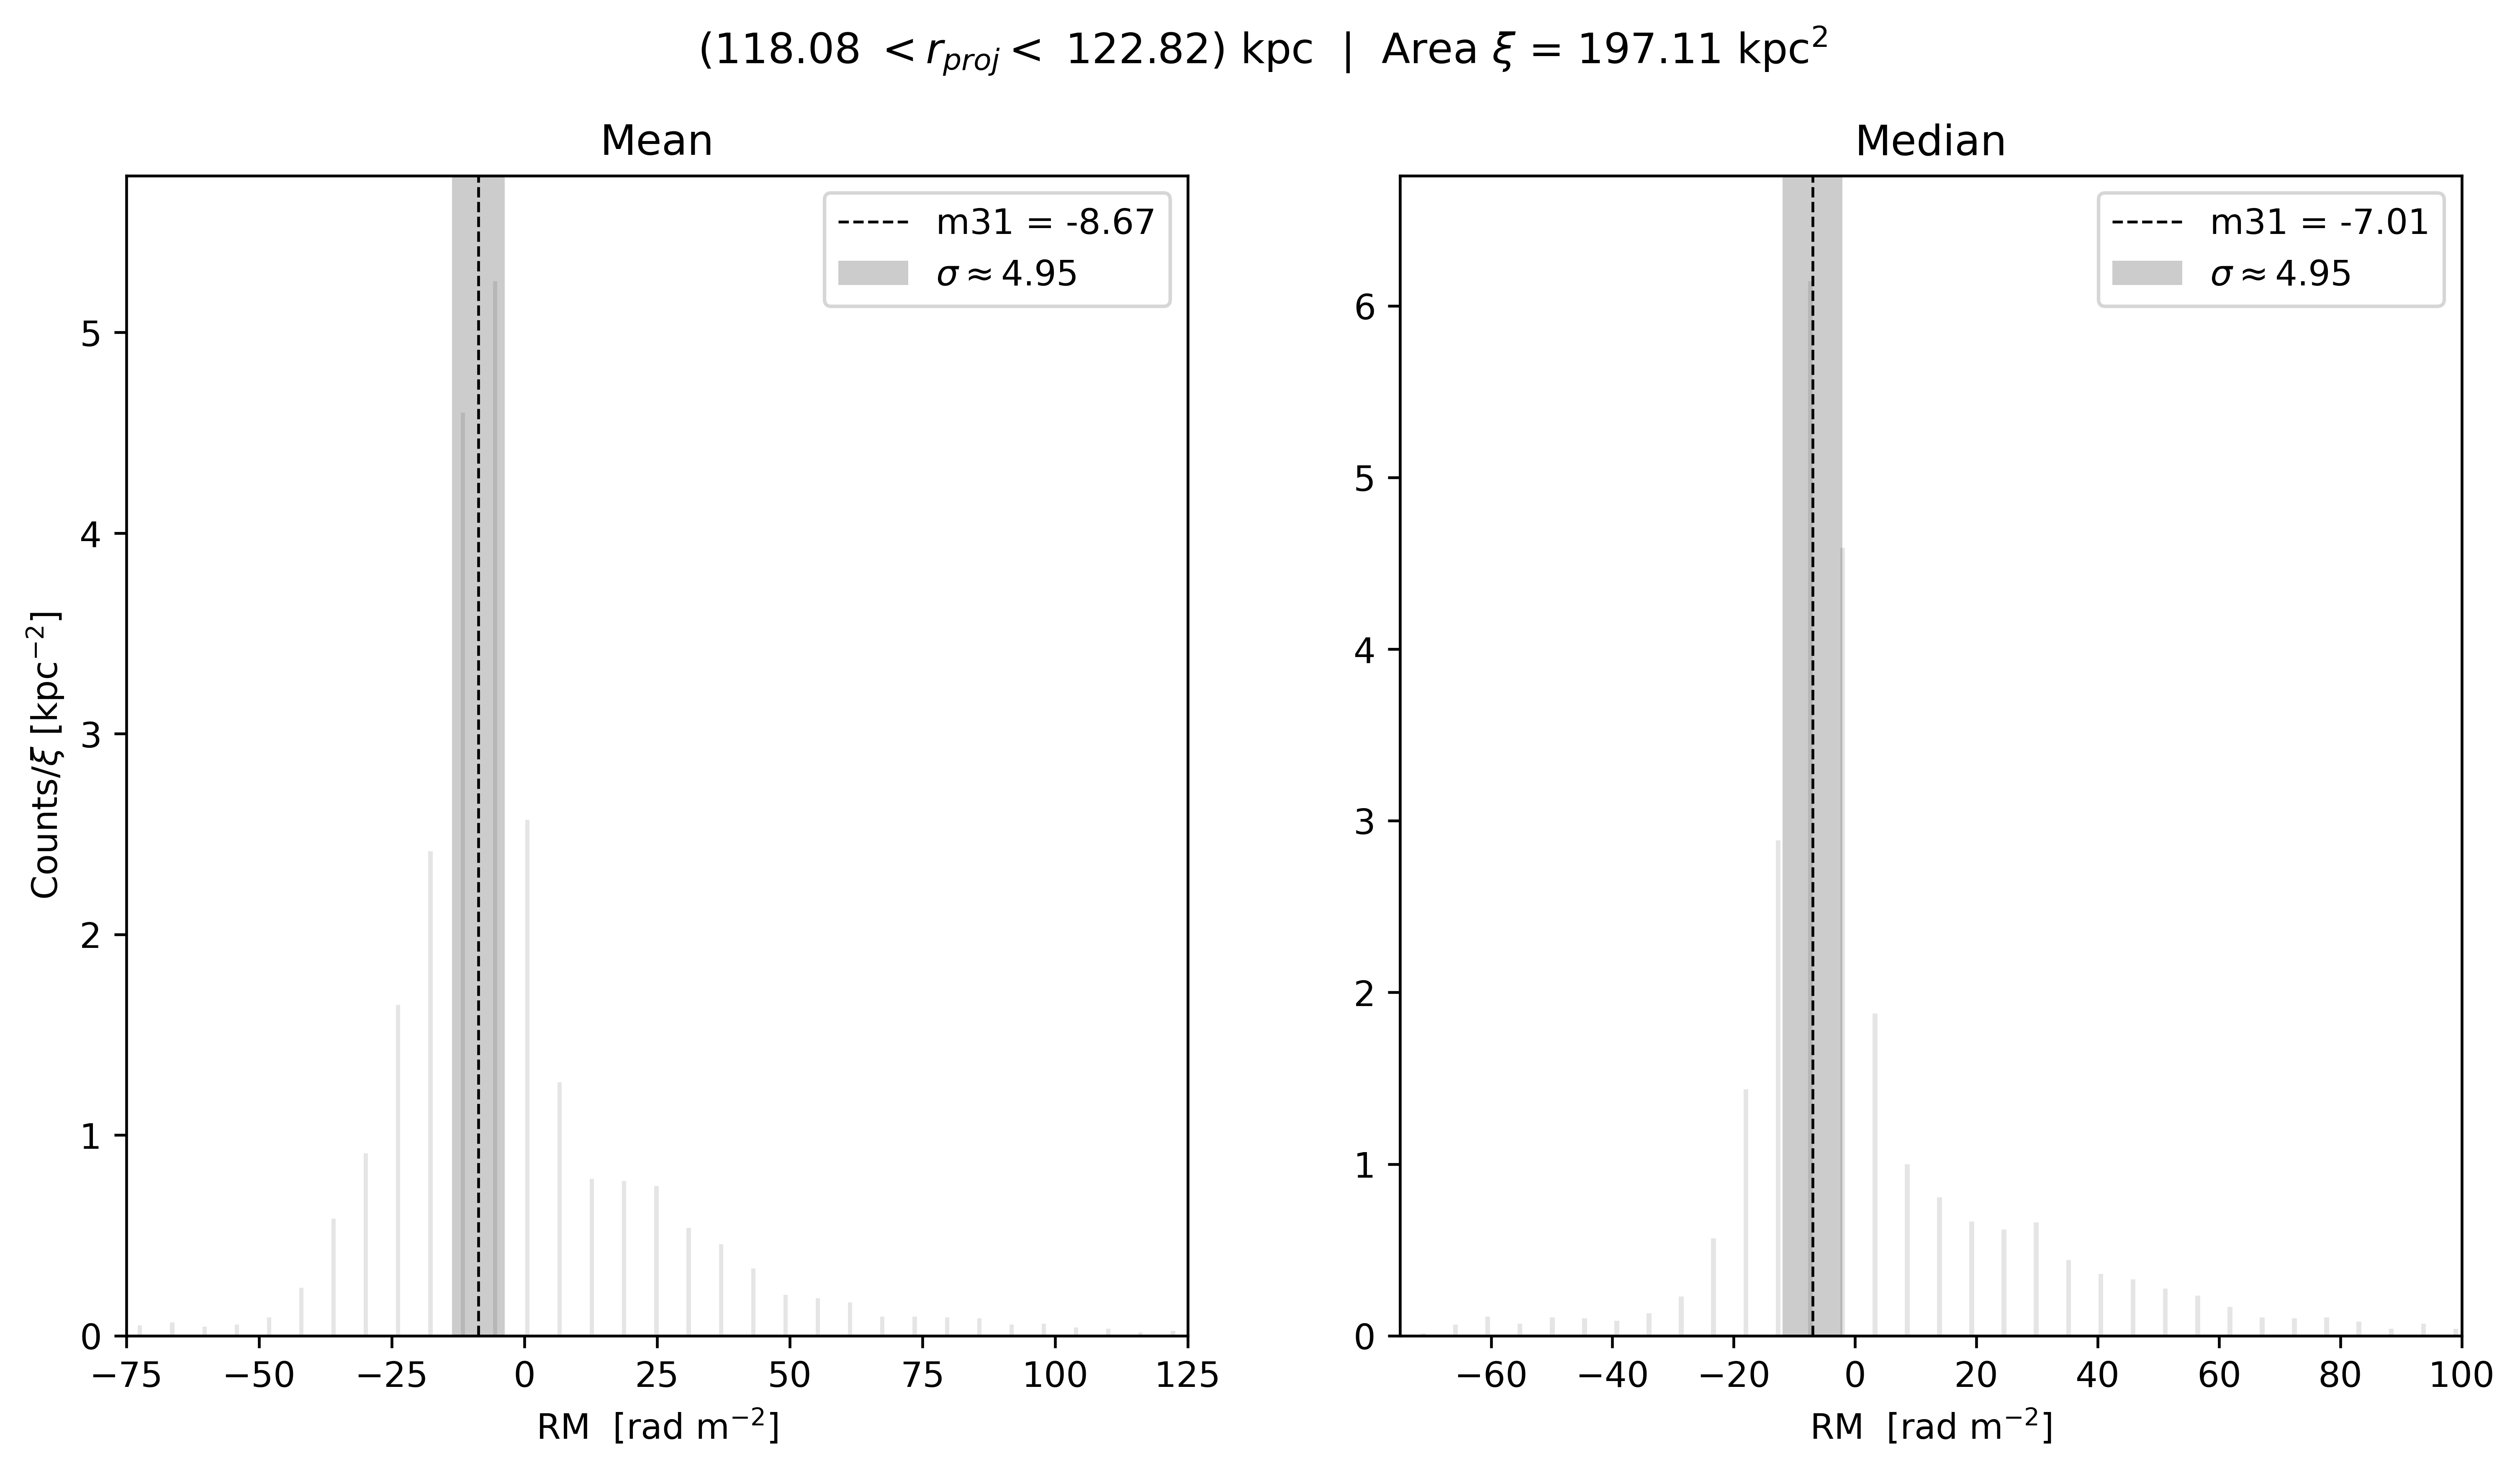 (118.08 < r_proj < 122.82) kpc | Area ξ = 197.11 kpc²
Mean
m31 = -8.67
σ ≈ 4.95
Counts/ξ [kpc⁻²]
5
4
3
2
1
0
−75 −50 −25 0 25 50 75 100 125
RM [rad m⁻²]
Median
m31 = -7.01
σ ≈ 4.95
6
5
4
3
2
1
0
−60 −40 −20 0 20 40 60 80 100
RM [rad m⁻²]